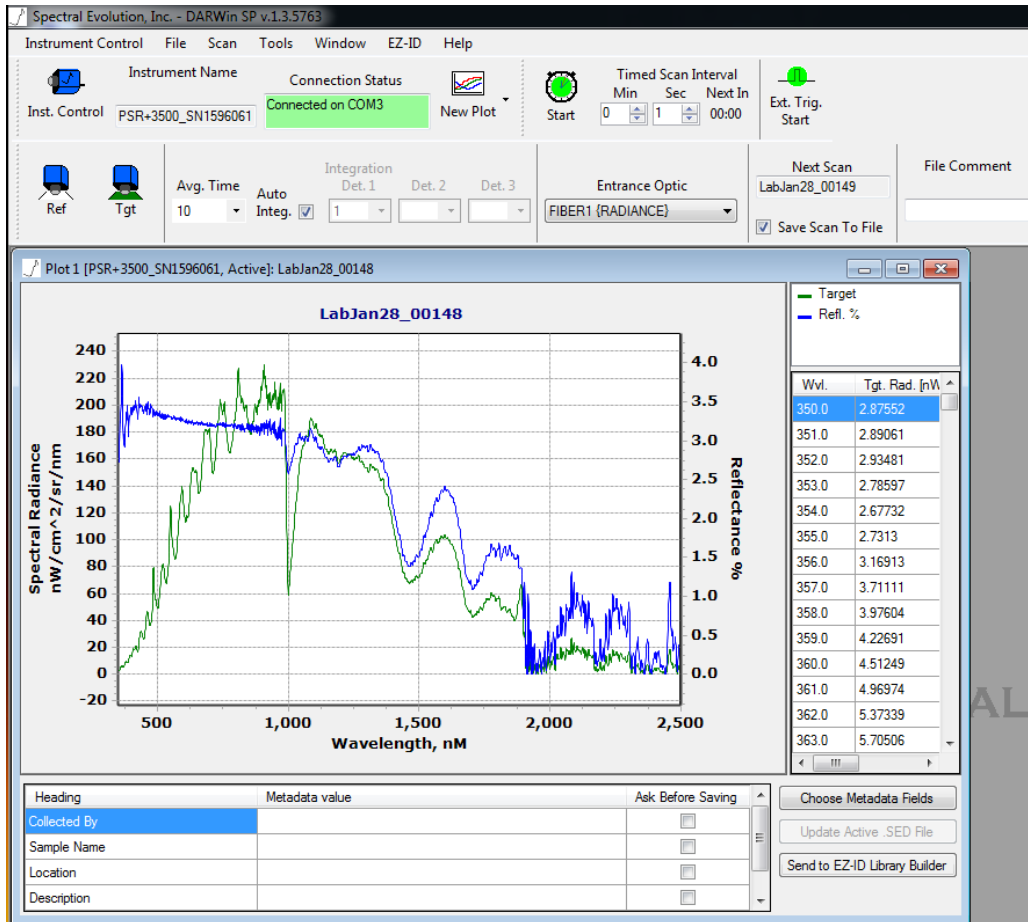 Spectral Evolution, Inc. - DARWin SP v.1.3.5763
Instrument Control File Scan Tools Window EZ-ID Help
Instrument Name
Connection Status
Timed Scan Interval
Min Sec Next In
Inst. Control
PSR+3500_SN1596061
Connected on COM3
New Plot
Start
0 1 00:00
Ext. Trig.
Start
Ref
Tgt
Avg. Time
10
Auto
Integ.
Integration
Det. 1 Det. 2 Det. 3
1
Entrance Optic
FIBER1 {RADIANCE}
Next Scan
LabJan28_00149
Save Scan To File
File Comment
Plot 1 [PSR+3500_SN1596061, Active]: LabJan28_00148
LabJan28_00148
Spectral Radiance
nW/cm^2/sr/nm
240
220
200
180
160
140
120
100
80
60
40
20
0
-20
4.0
3.5
3.0
2.5
2.0
1.5
1.0
0.5
0.0
Reflectance %
500 1,000 1,500 2,000 2,500
Wavelength, nM
Target
Refl. %
Wvl. Tgt. Rad. [nW
350.0 2.87552
351.0 2.89061
352.0 2.93481
353.0 2.78597
354.0 2.67732
355.0 2.7313
356.0 3.16913
357.0 3.71111
358.0 3.97604
359.0 4.22691
360.0 4.51249
361.0 4.96974
362.0 5.37339
363.0 5.70506
AL
Heading Metadata value Ask Before Saving
Collected By
Sample Name
Location
Description
Choose Metadata Fields
Update Active .SED File
Send to EZ-ID Library Builder